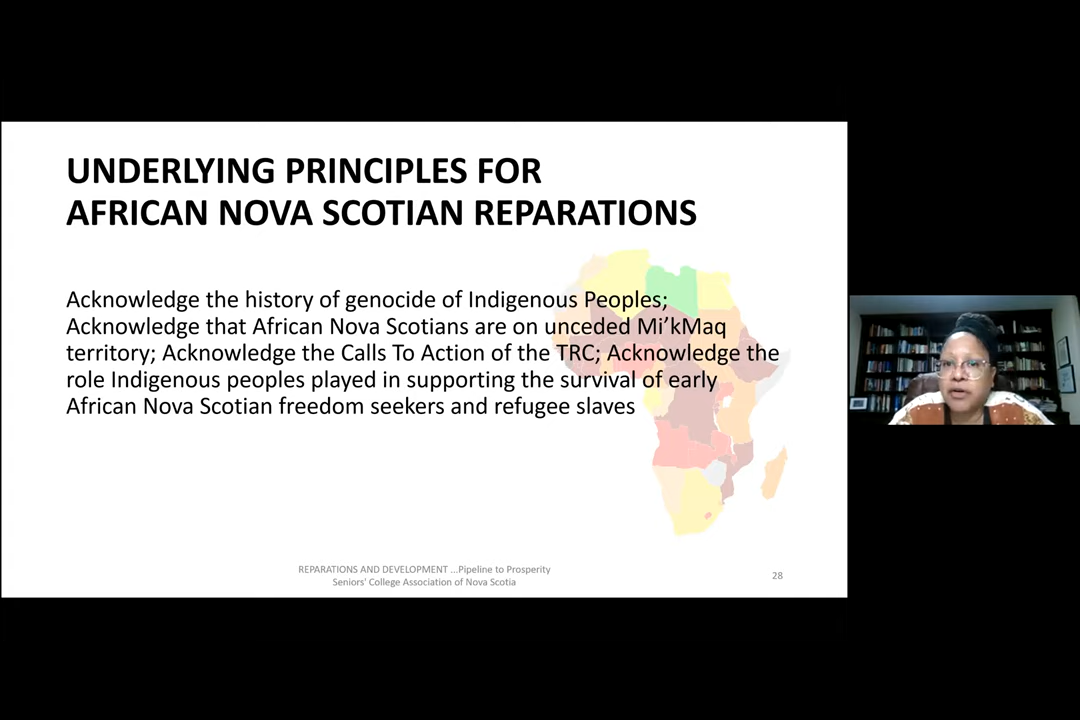 UNDERLYING PRINCIPLES FOR
AFRICAN NOVA SCOTIAN REPARATIONS
Acknowledge the history of genocide of Indigenous Peoples;
Acknowledge that African Nova Scotians are on unceded Mi’kMaq
territory; Acknowledge the Calls To Action of the TRC; Acknowledge the
role Indigenous peoples played in supporting the survival of early
African Nova Scotian freedom seekers and refugee slaves
REPARATIONS AND DEVELOPMENT ...Pipeline to Prosperity
Seniors' College Association of Nova Scotia
28